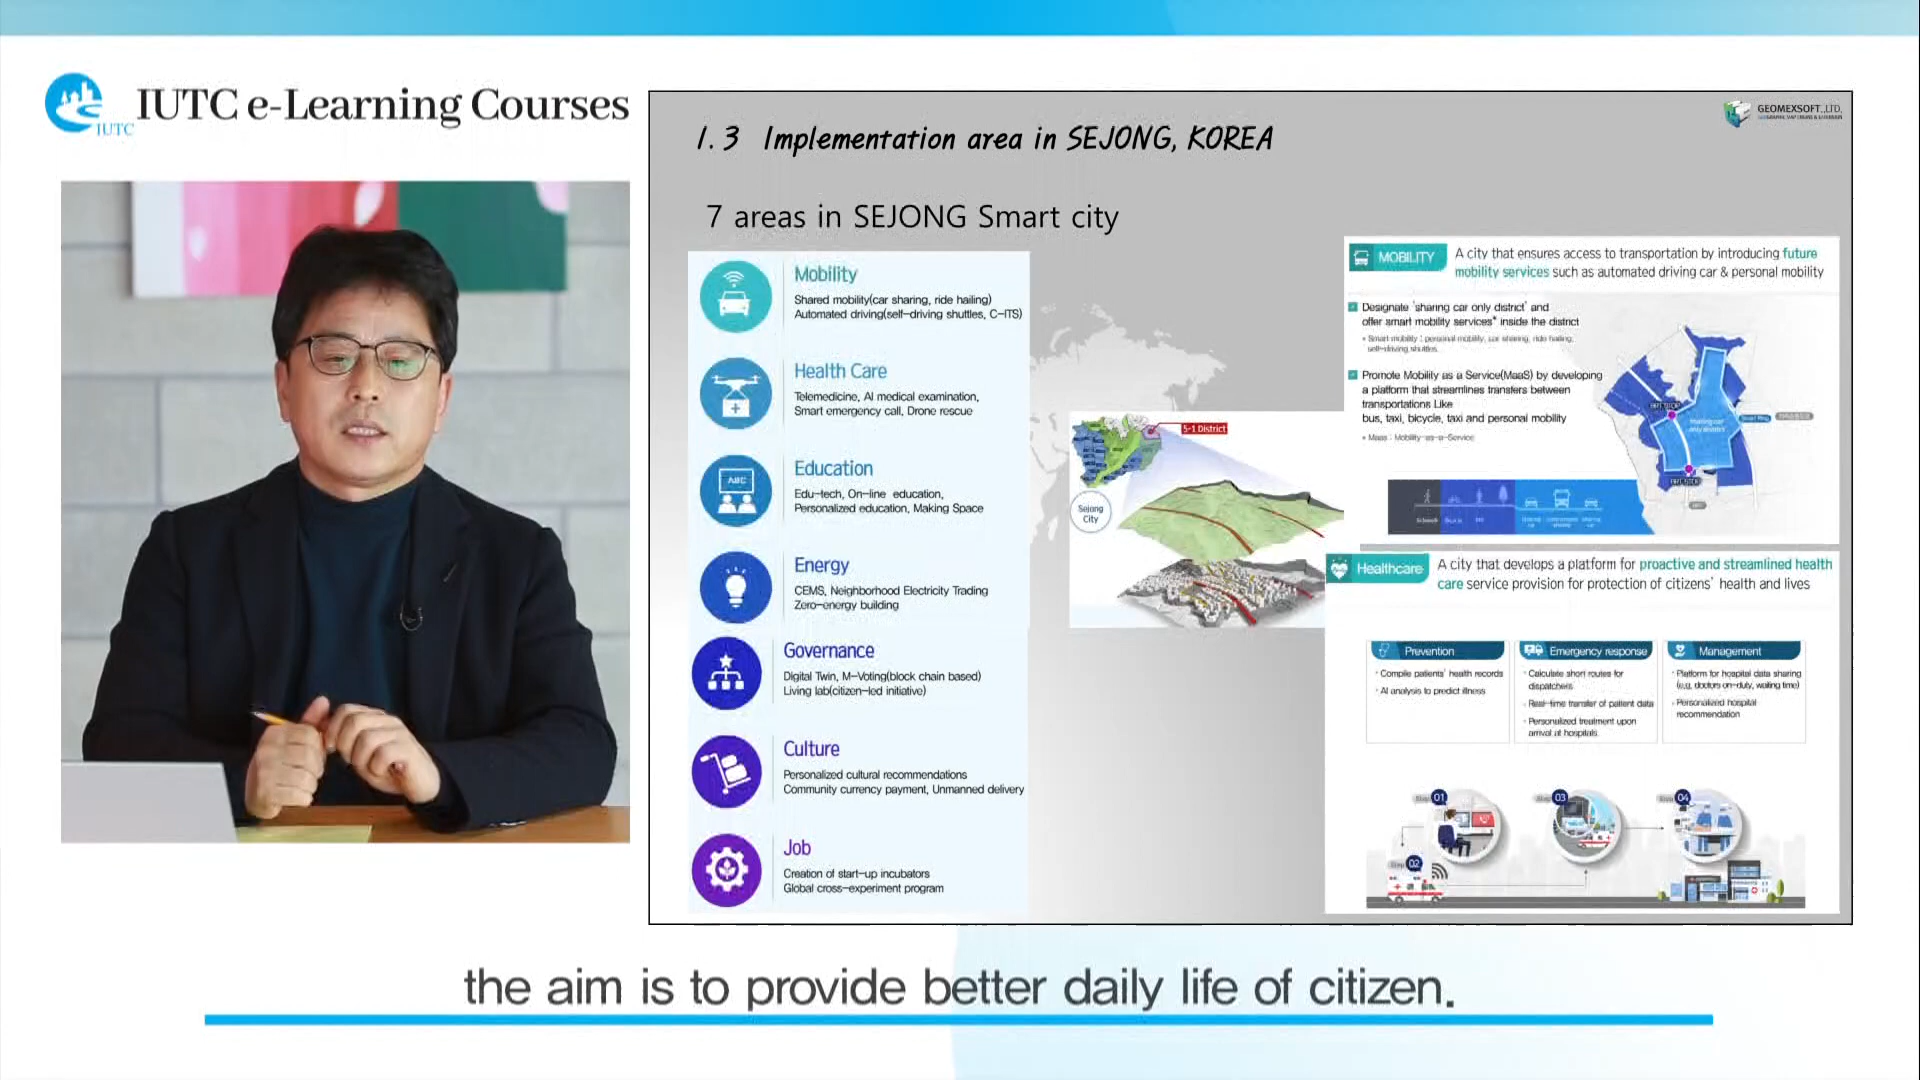 IUTC
IUTC e-Learning Courses
GEOMEXSOFT.,LTD.
1.3 Implementation area in SEJONG, KOREA
7 areas in SEJONG Smart city
Mobility
Shared mobility(car sharing, ride hailing)
Automated driving(self-driving shuttles, C-ITS)
Health Care
Telemedicine, AI medical examination,
Smart emergency call, Drone rescue
ABC
Education
Edu-tech, On-line education,
Personalized education, Making Space
Energy
CEMS, Neighborhood Electricity Trading
Zero-energy building
Governance
Digital Twin, M-Voting(block chain based)
Living lab(citizen-led initiative)
Culture
Personalized cultural recommendations
Community currency payment, Unmanned delivery
Job
Creation of start-up incubators
Global cross-experiment program
5-1 District
Sejong
City
MOBILITY
A city that ensures access to transportation by introducing future
mobility services such as automated driving car & personal mobility
Designate 'sharing car only district' and
offer smart mobility services* inside the district
* Smart mobility : personal mobility, car sharing, ride hailing,
self-driving shuttles
Promote Mobility as a Service(MaaS) by developing
a platform that streamlines transfers between
transportations Like
bus, taxi, bicycle, taxi and personal mobility
* Maas : Mobility-as-a-Service
Healthcare
A city that develops a platform for proactive and streamlined health
care service provision for protection of citizens' health and lives
Prevention
· Compile patients' health records
· AI analysis to predict illness
Emergency response
· Calculate short routes for
dispatchers
· Real-time transfer of patient data
· Personalized treatment upon
arrival at hospitals
Management
· Platform for hospital data sharing
(e.g. doctors on-duty, waiting time)
· Personalized hospital
recommendation
Step 01
Step 02
Step 03
Step 04
the aim is to provide better daily life of citizen.